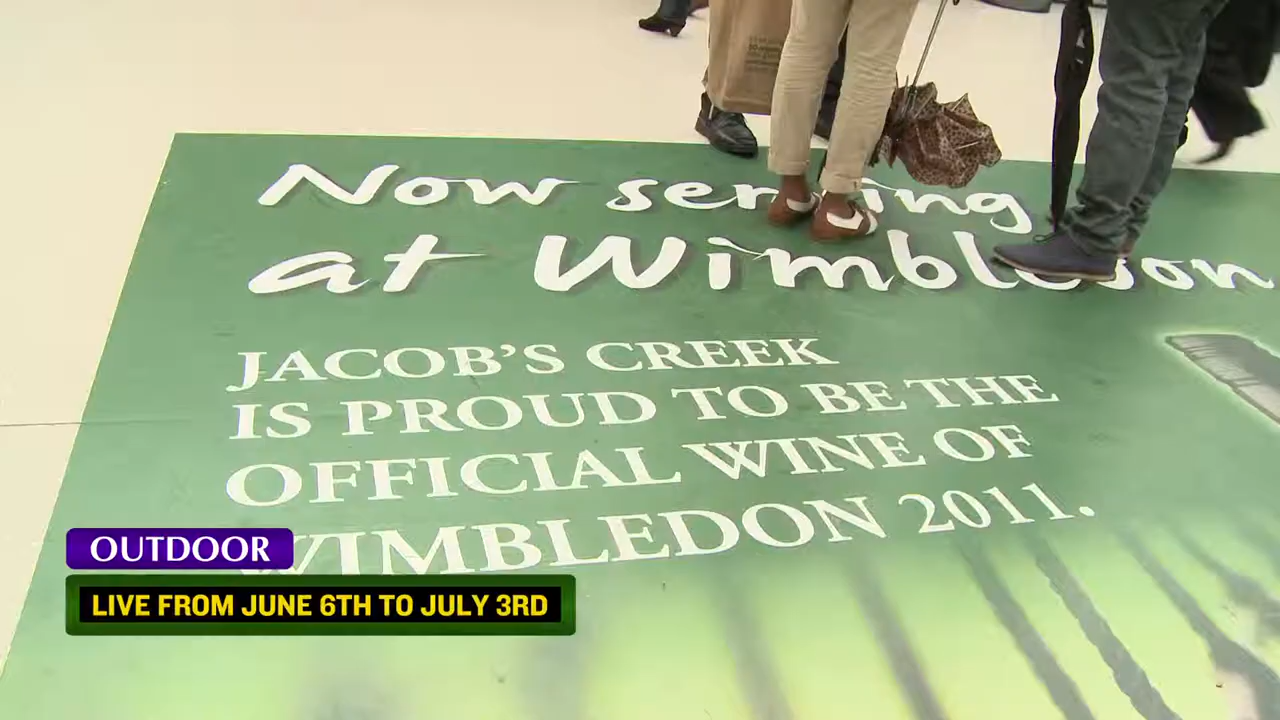 Now serving
at Wimbledon
JACOB'S CREEK
IS PROUD TO BE THE
OFFICIAL WINE OF
WIMBLEDON 2011.
OUTDOOR
LIVE FROM JUNE 6TH TO JULY 3RD